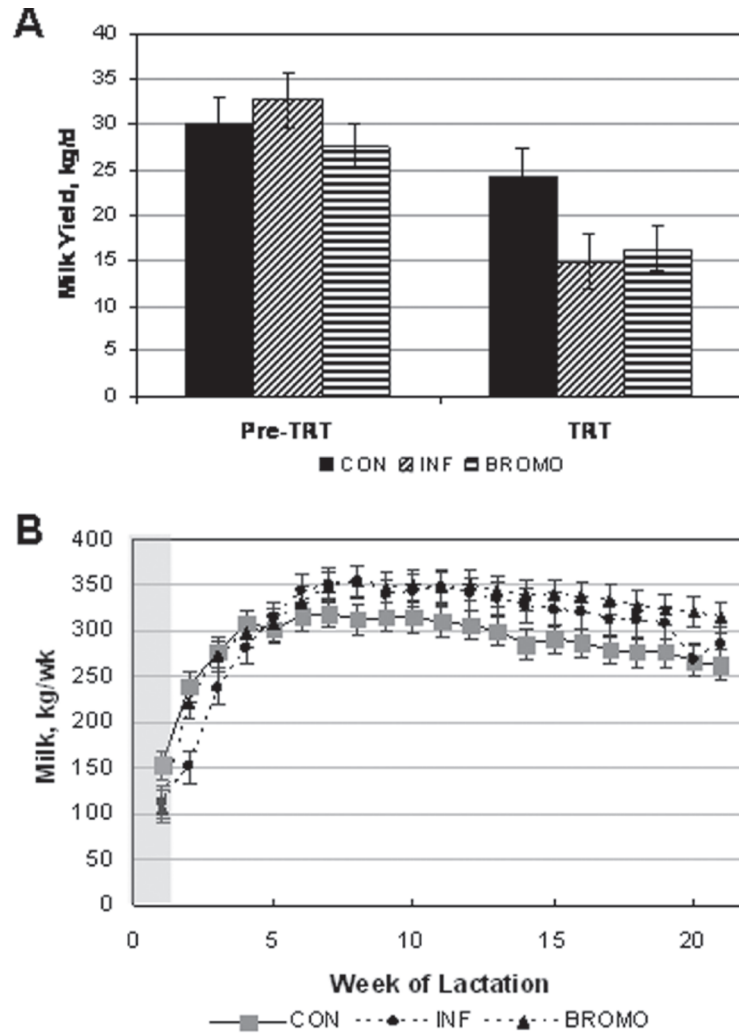 A
Milk Yield, kg/d
40
35
30
25
20
15
10
5
0
Pre-TRT TRT
CON INF BROMO
B
Milk, kg/wk
400
350
300
250
200
150
100
50
0
0 5 10 15 20
Week of Lactation
CON INF BROMO